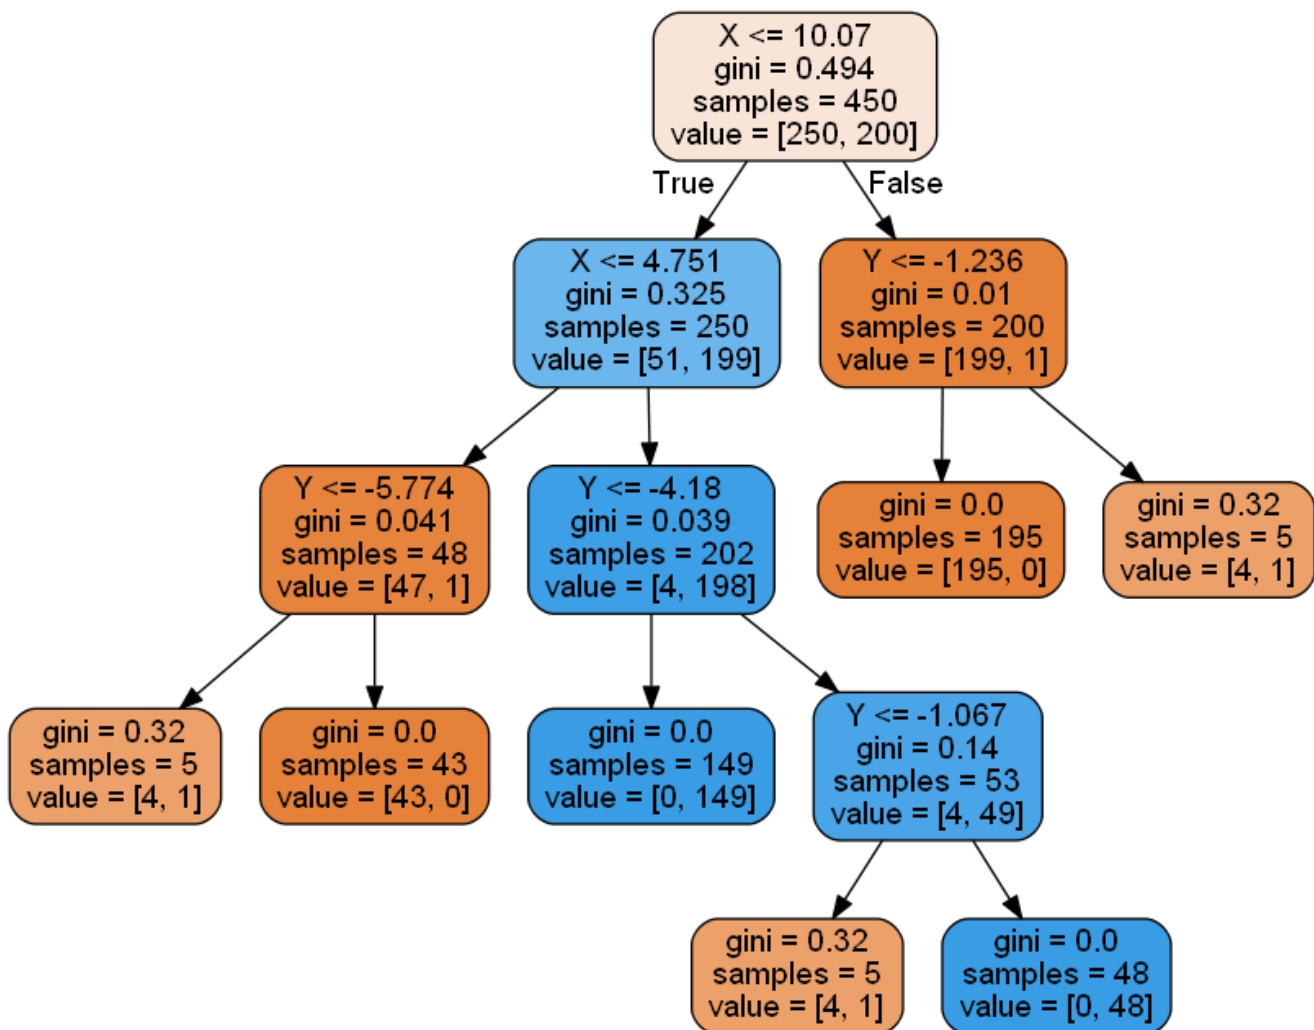 X <= 10.07
gini = 0.494
samples = 450
value = [250, 200]
True
False
X <= 4.751
gini = 0.325
samples = 250
value = [51, 199]
Y <= -1.236
gini = 0.01
samples = 200
value = [199, 1]
Y <= -5.774
gini = 0.041
samples = 48
value = [47, 1]
Y <= -4.18
gini = 0.039
samples = 202
value = [4, 198]
gini = 0.0
samples = 195
value = [195, 0]
gini = 0.32
samples = 5
value = [4, 1]
gini = 0.32
samples = 5
value = [4, 1]
gini = 0.0
samples = 43
value = [43, 0]
gini = 0.0
samples = 149
value = [0, 149]
Y <= -1.067
gini = 0.14
samples = 53
value = [4, 49]
gini = 0.32
samples = 5
value = [4, 1]
gini = 0.0
samples = 48
value = [0, 48]